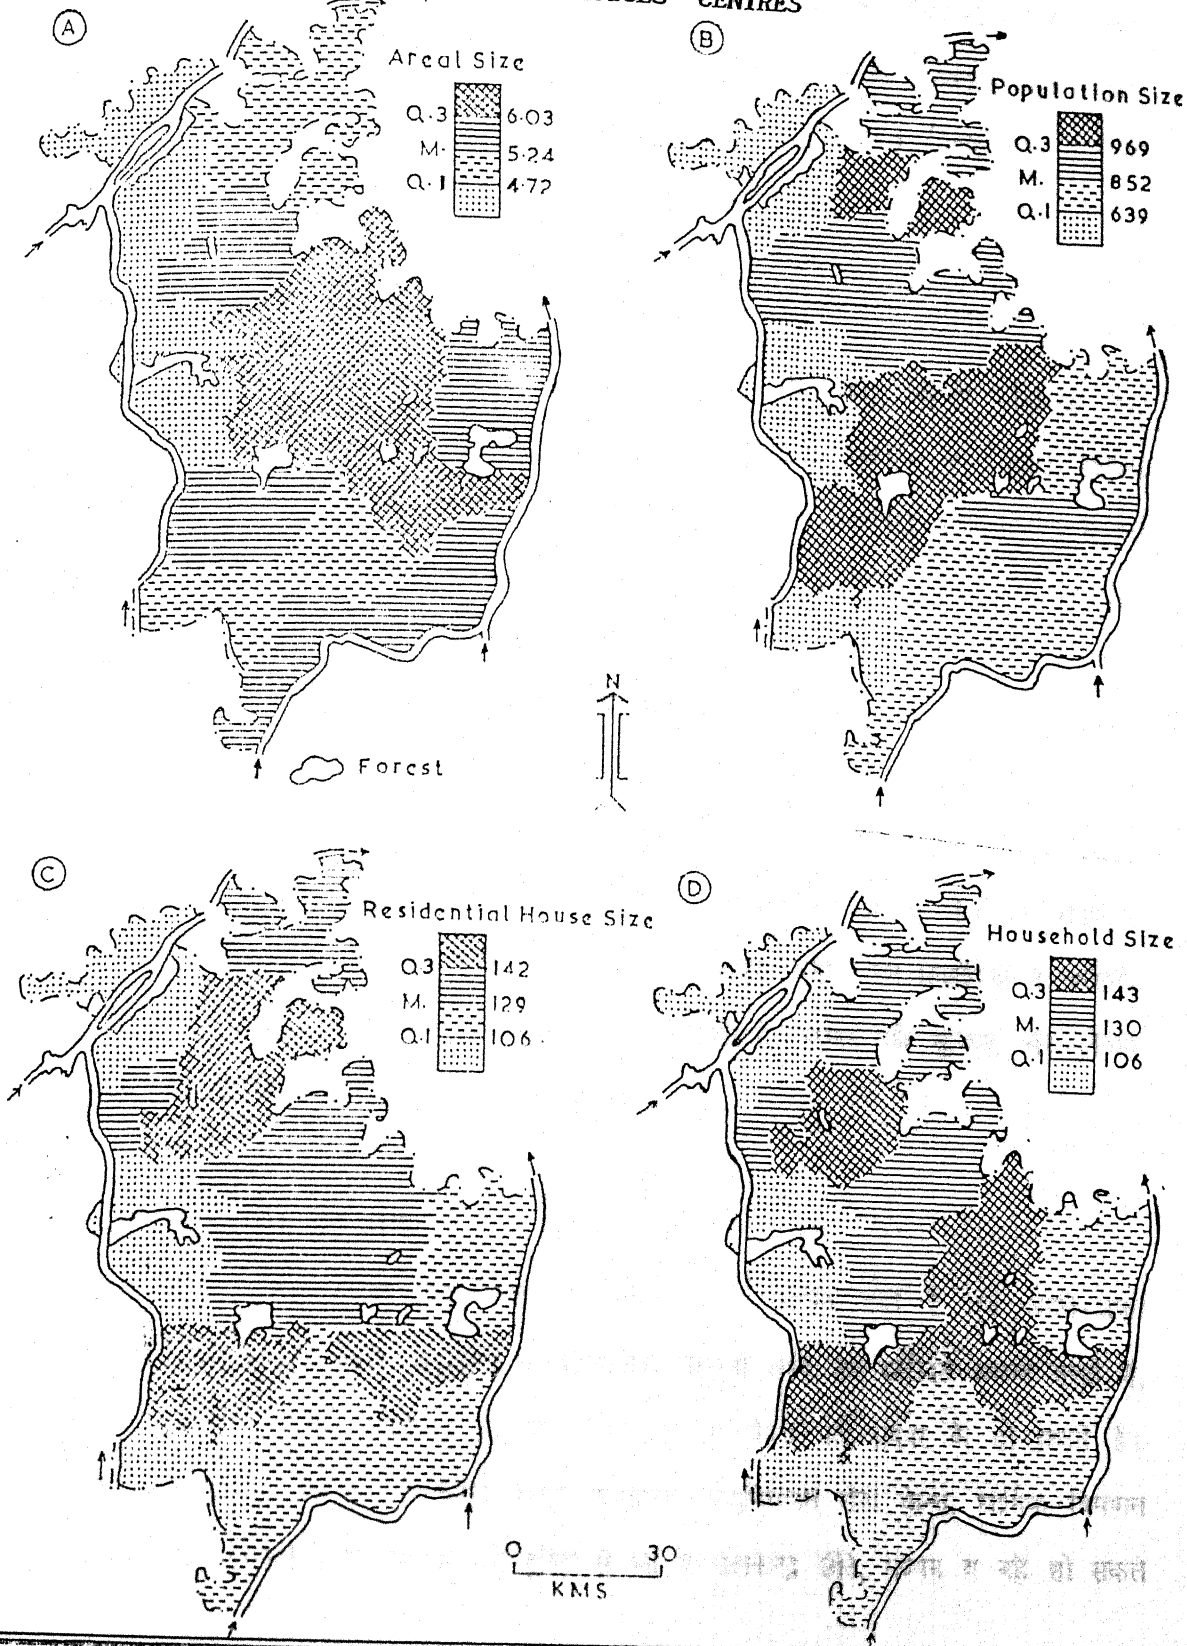 CENTRES
A
Areal Size
Q.3 6.03
M. 5.24
Q.1 4.72
B
Population Size
Q.3 969
M. 852
Q.1 639
Forest
N
C
Residential House Size
Q.3 142
M. 129
Q.1 106
D
Household Size
Q.3 143
M. 130
Q.1 106
0 30
KMS